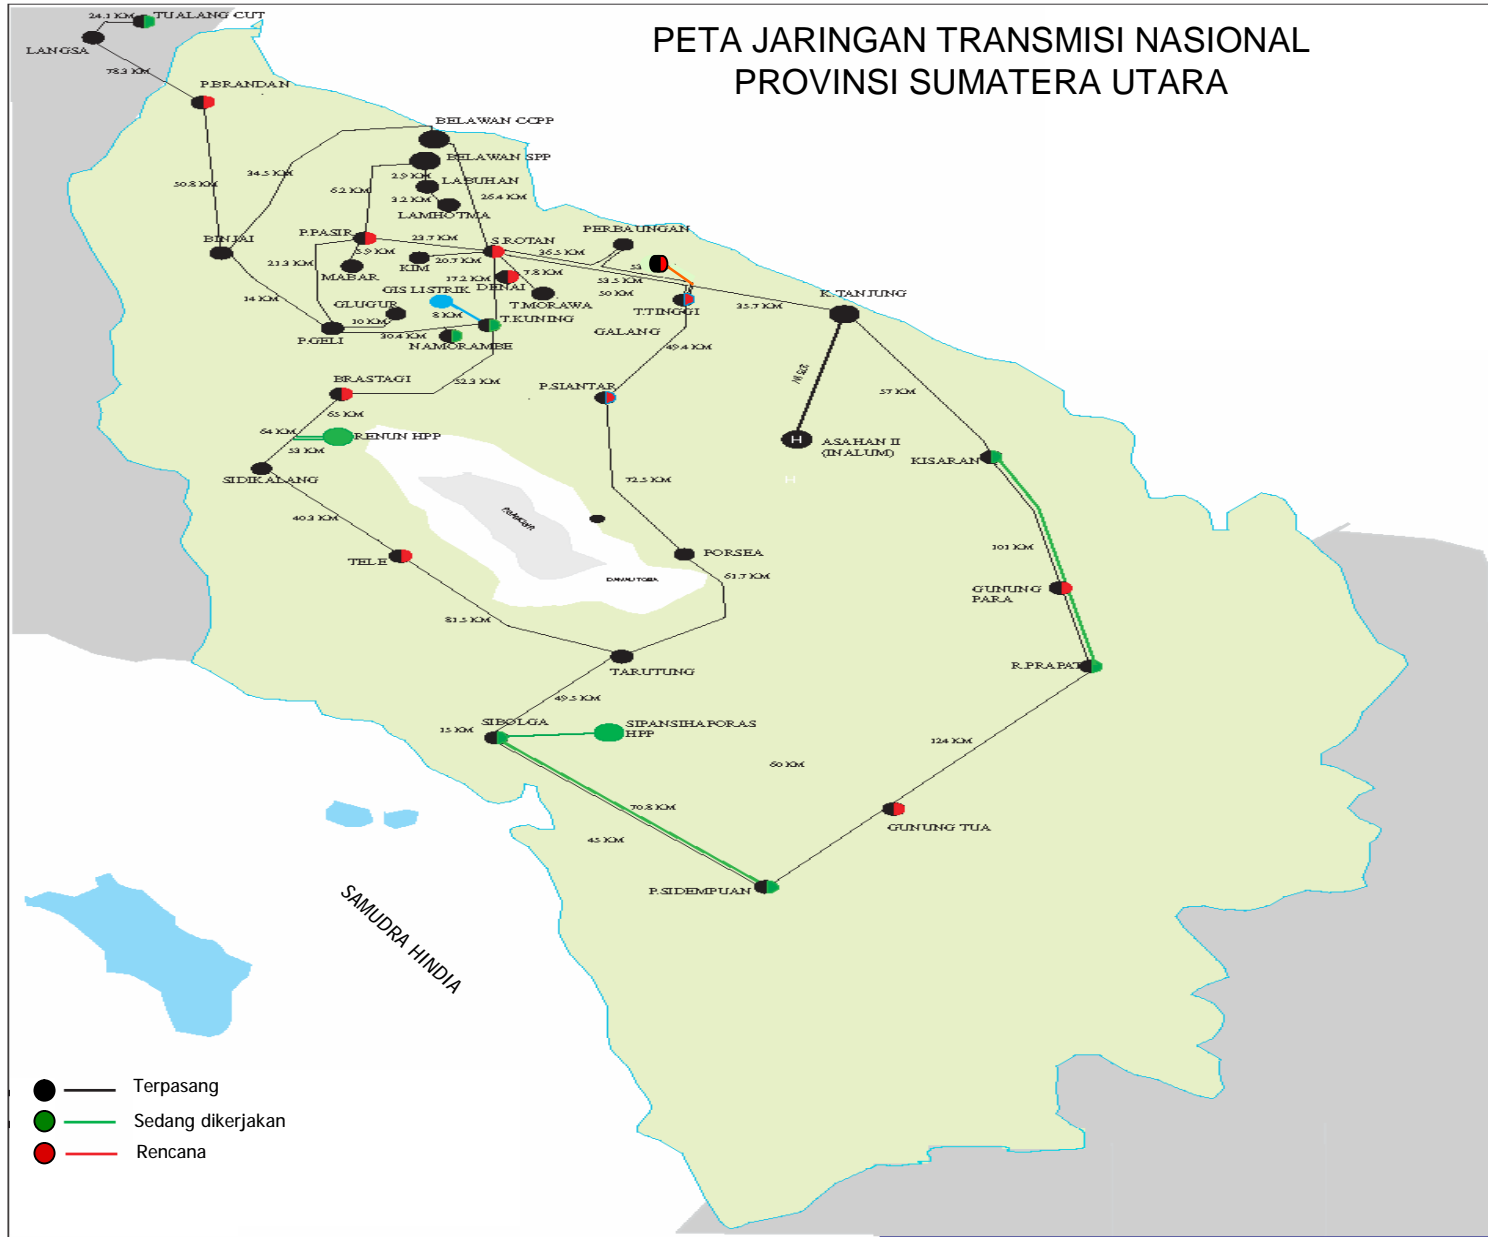 PETA JARINGAN TRANSMISI NASIONAL
PROVINSI SUMATERA UTARA
24.1 KM
TUALANG CUT
LANGSA
78.3 KM
P.BRANDAN
BELAWAN CCPP
BELAWAN SPP
34.5 KM
50.8 KM
6.2 KM
2.9 KM
LABUHAN
3.2 KM
26.4 KM
LAMHOTMA
BINJAI
P.PASIR
23.7 KM
S.ROTAN
PERBAUNGAN
5.9 KM
36.5 KM
21.3 KM
MABAR
KIM
20.7 KM
17.2 KM
7.8 KM
53
53.5 KM
DENAI
GIS LISTRIK
50 KM
14 KM
GLUGUR
8 KM
T.MORAWA
T.TINGGI
35.7 KM
K.TANJUNG
10 KM
T.KUNING
GALANG
P.GELI
30.4 KM
NAMORAMBE
49.4 KM
BRASTAGI
52.3 KM
P.SIANTAR
57 KM
65 KM
64 KM
RENUN HPP
53 KM
H
ASAHAN II
(INALUM)
KISARAN
SIDIKALANG
72.5 KM
H
40.3 KM
101 KM
TELE
PORSEA
61.7 KM
GUNUNG
PARA
81.5 KM
TARUTUNG
R.PRAPAT
49.5 KM
SIBOLGA
15 KM
SIPANSIHAPORAS
HPP
124 KM
60 KM
70.8 KM
45 KM
GUNUNG TUA
P.SIDEMPUAN
SAMUDRA HINDIA
Terpasang
Sedang dikerjakan
Rencana